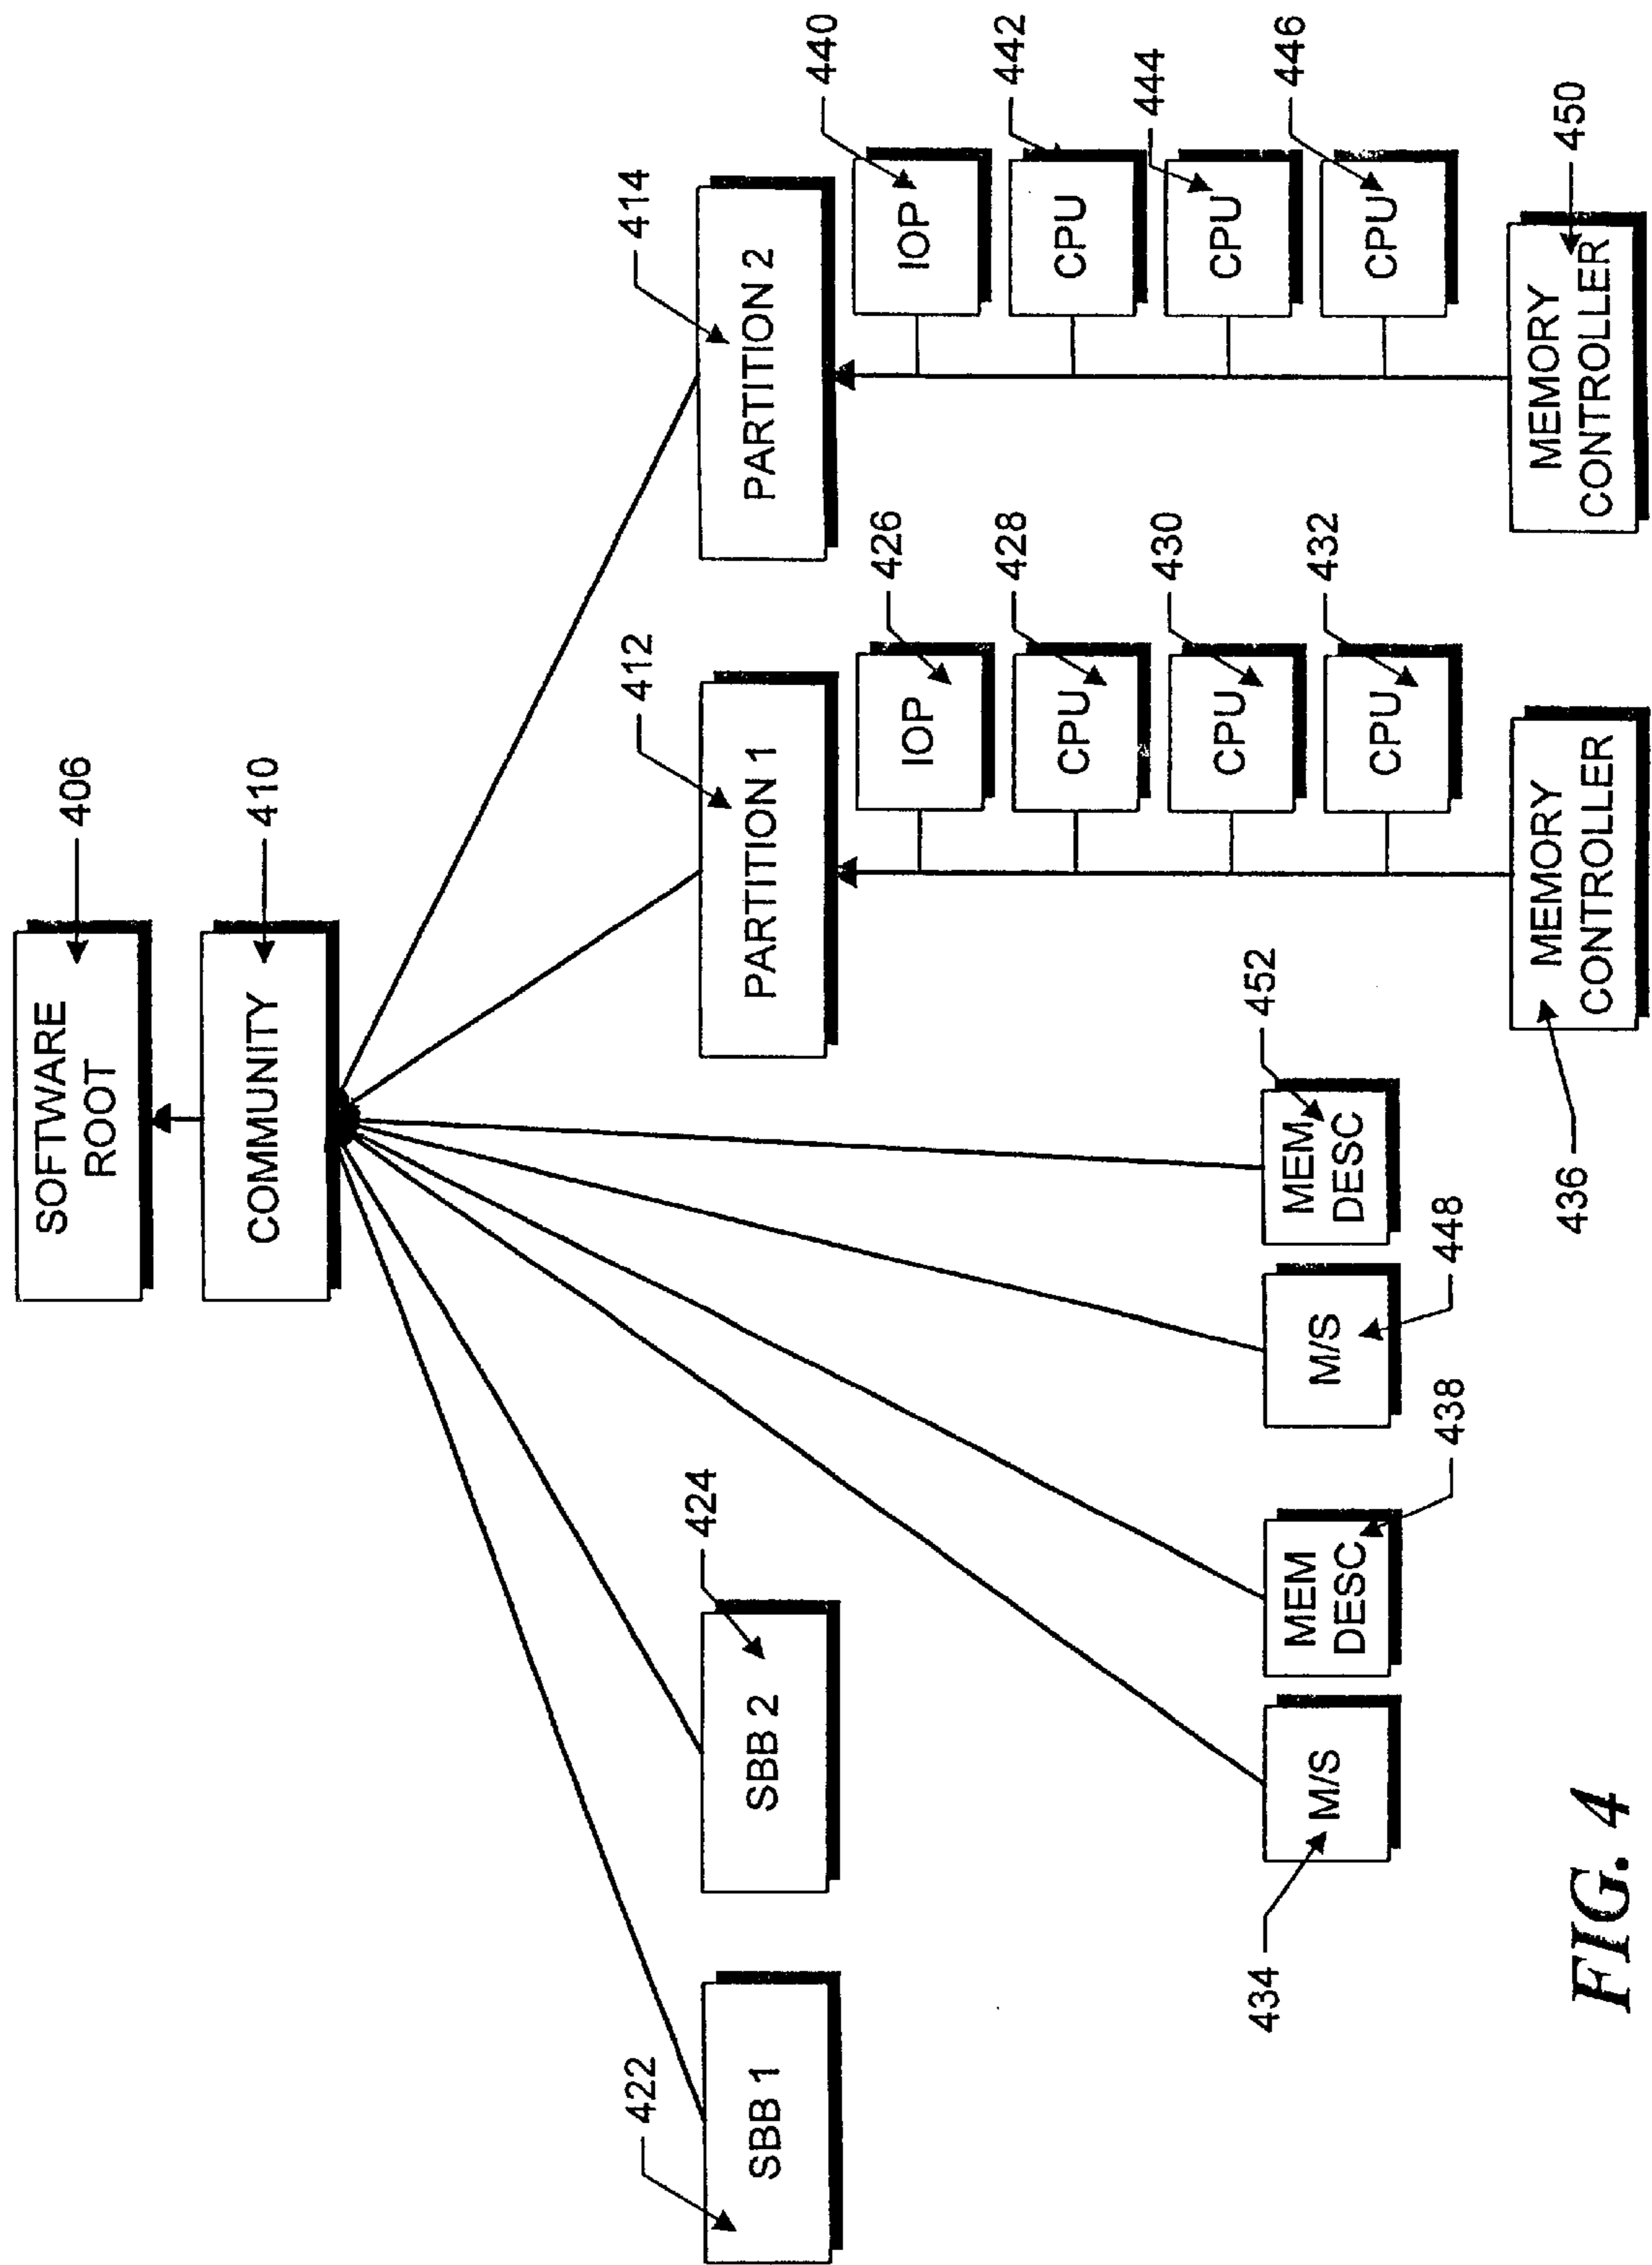 SOFTWARE
ROOT
406
COMMUNITY
410
SBB 1
422
SBB 2
424
PARTITION 1
412
PARTITION 2
414
IOP
426
CPU
428
CPU
430
CPU
432
IOP
440
CPU
442
CPU
444
CPU
446
M/S
434
MEM
DESC
438
M/S
448
MEM
DESC
452
MEMORY
CONTROLLER
436
MEMORY
CONTROLLER
450
FIG. 4